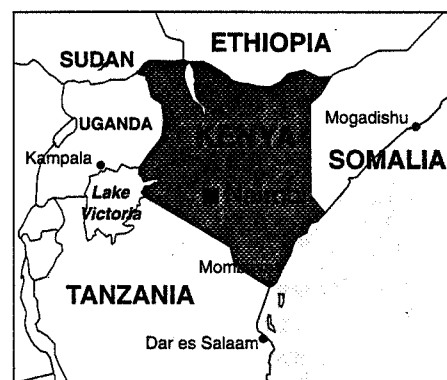 ETHIOPIA
SUDAN
UGANDA
KENYA
Mogadishu
Kampala
SOMALIA
Lake
Victoria
TANZANIA
Dar es Salaam